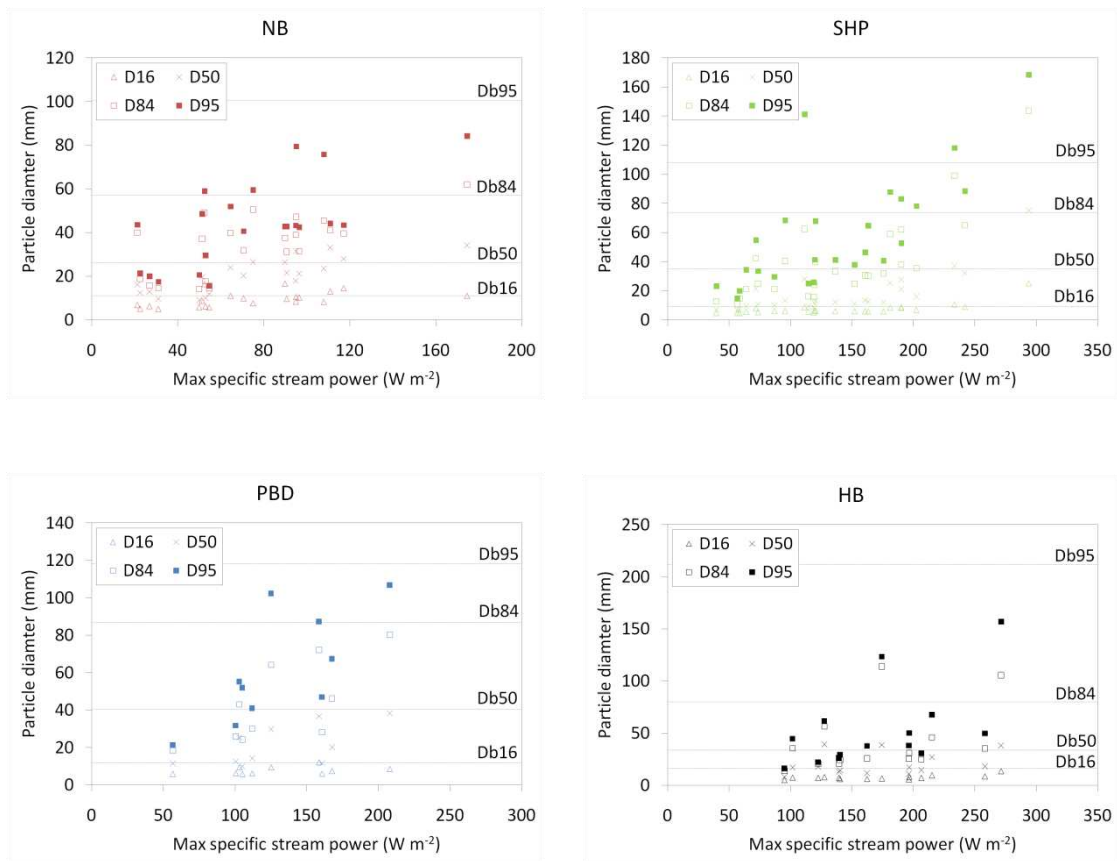 NB
120
100
80
60
40
20
0
Particle diamter (mm)
D16 D50
D84 D95
Db95
Db84
Db50
Db16
0 40 80 120 160 200
Max specific stream power (W m-2)
SHP
180
160
140
120
100
80
60
40
20
0
Particle diamter (mm)
D16 D50
D84 D95
Db95
Db84
Db50
Db16
0 50 100 150 200 250 300 350
Max specific stream power (W m-2)
PBD
140
120
100
80
60
40
20
0
Particle diamter (mm)
D16 D50
D84 D95
Db95
Db84
Db50
Db16
0 50 100 150 200 250 300
Max specific stream power (W m-2)
HB
250
200
150
100
50
0
Particle diamter (mm)
D16 D50
D84 D95
Db95
Db84
Db50
Db16
0 50 100 150 200 250 300 350
Max specific stream power (W m-2)